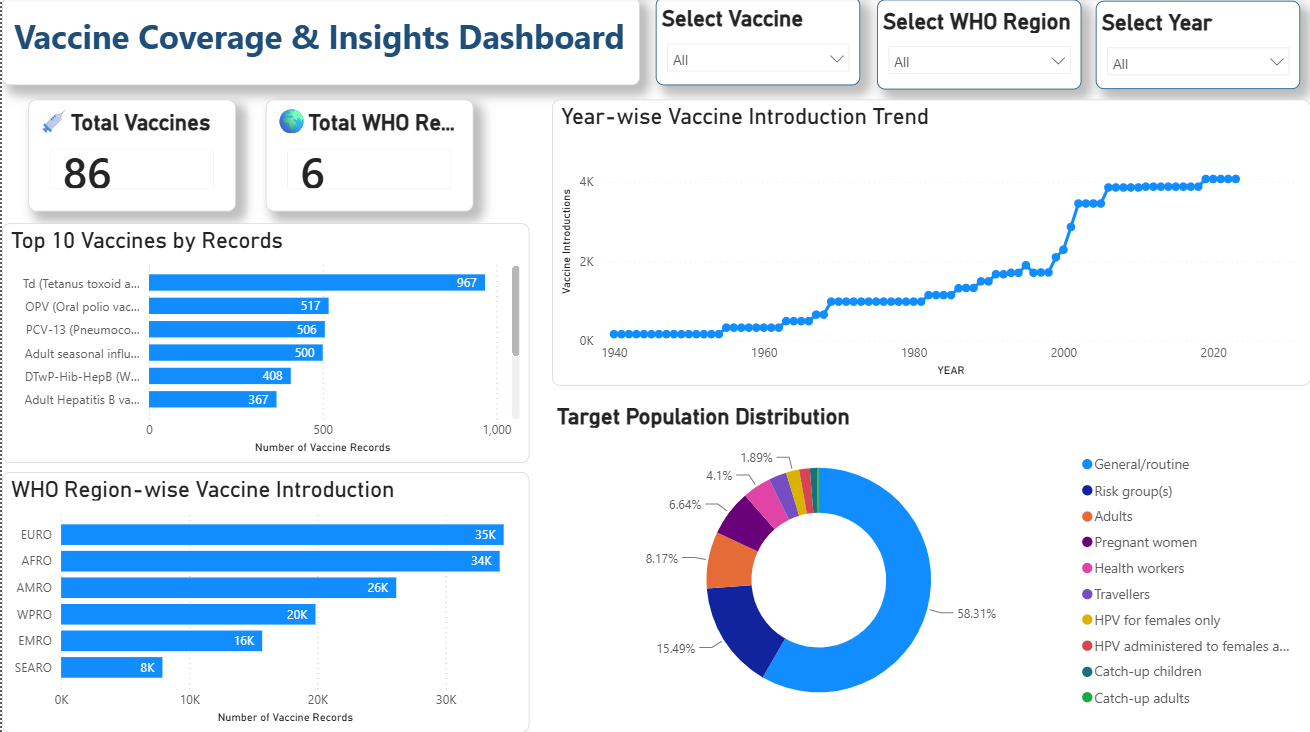 Vaccine Coverage & Insights Dashboard
Select Vaccine
All
Select WHO Region
All
Select Year
All
Total Vaccines
86
Total WHO Re...
6
Year-wise Vaccine Introduction Trend
Vaccine Introductions
4K
2K
0K
1940 1960 1980 2000 2020
YEAR
Top 10 Vaccines by Records
Td (Tetanus toxoid a... 967
OPV (Oral polio vac... 517
PCV-13 (Pneumoco... 506
Adult seasonal influ... 500
DTwP-Hib-HepB (W... 408
Adult Hepatitis B va... 367
0 500 1,000
Number of Vaccine Records
WHO Region-wise Vaccine Introduction
EURO 35K
AFRO 34K
AMRO 26K
WPRO 20K
EMRO 16K
SEARO 8K
0K 10K 20K 30K
Number of Vaccine Records
Target Population Distribution
1.89%
4.1%
6.64%
8.17%
15.49%
58.31%
General/routine
Risk group(s)
Adults
Pregnant women
Health workers
Travellers
HPV for females only
HPV administered to females a...
Catch-up children
Catch-up adults